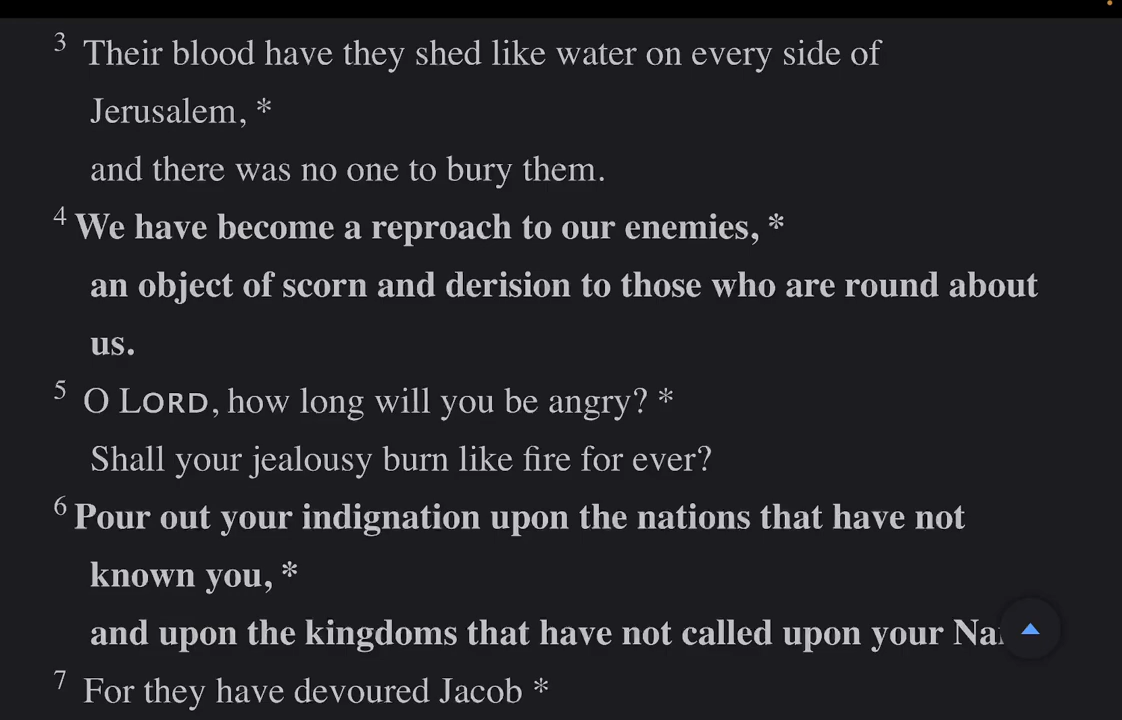 3 Their blood have they shed like water on every side of
Jerusalem, *
and there was no one to bury them.
4 We have become a reproach to our enemies, *
an object of scorn and derision to those who are round about
us.
5 O LORD, how long will you be angry? *
Shall your jealousy burn like fire for ever?
6 Pour out your indignation upon the nations that have not
known you, *
and upon the kingdoms that have not called upon your
7 For they have devoured Jacob *